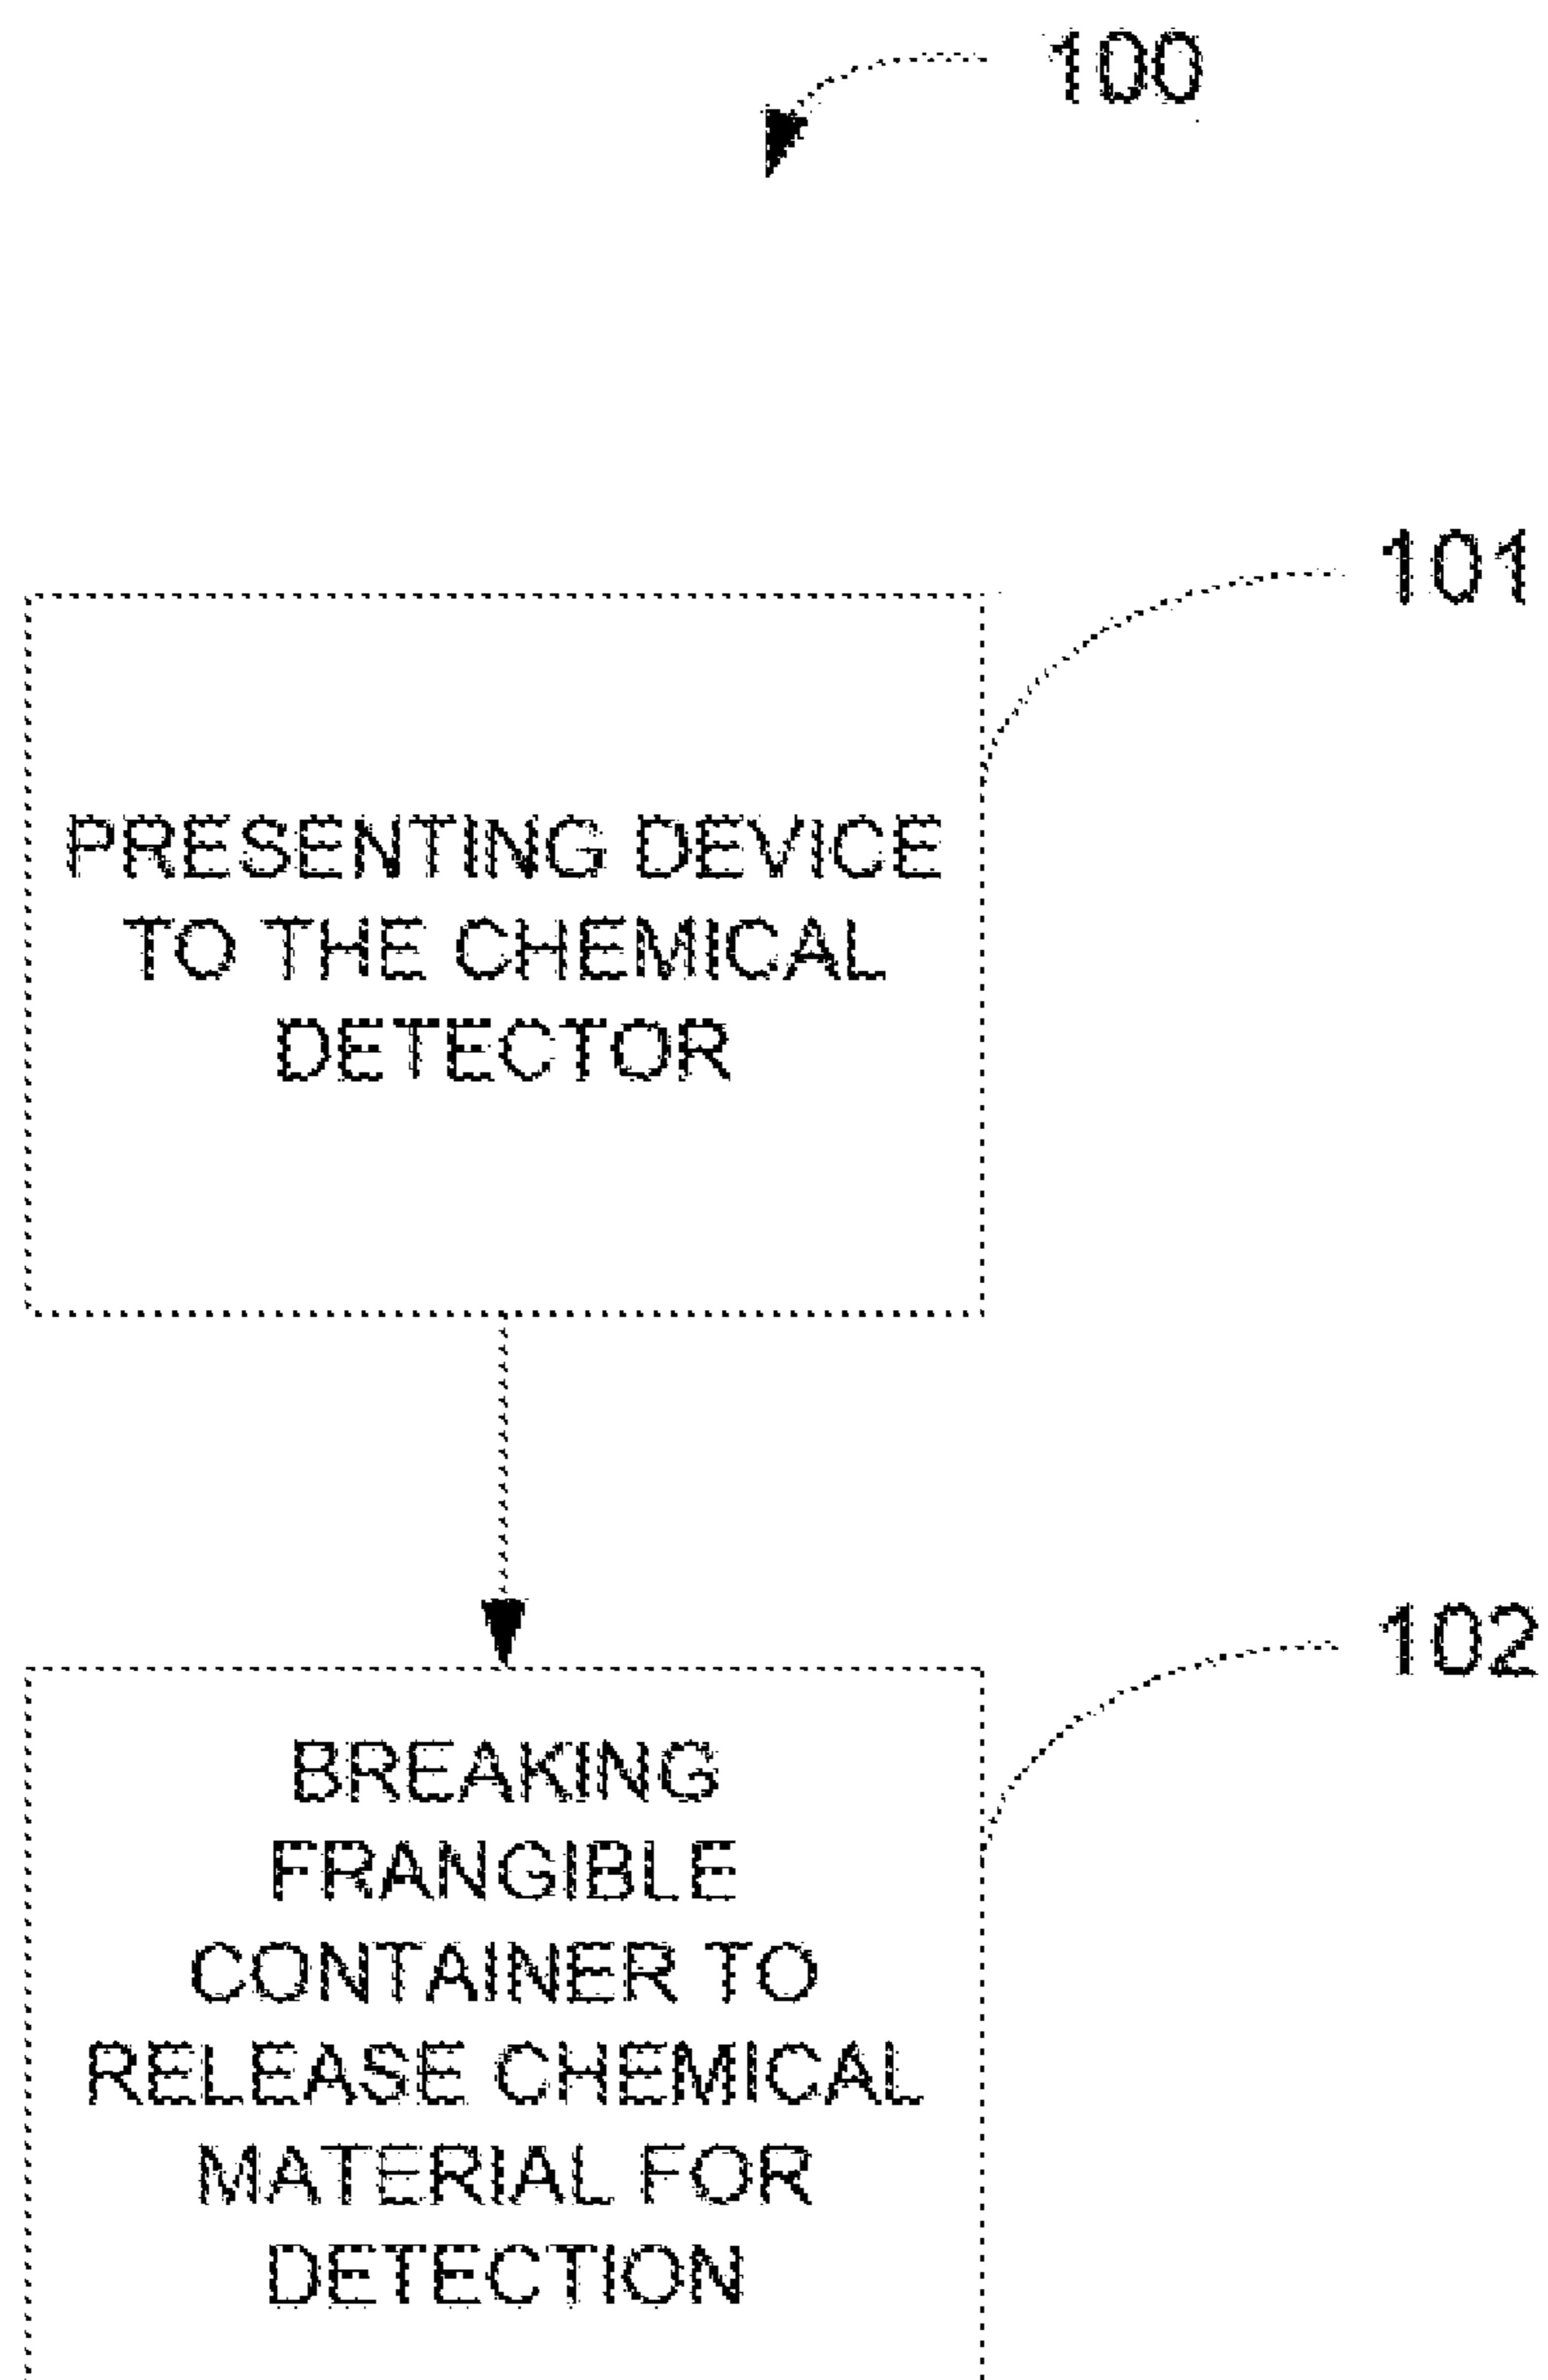 100
101
PRESENTING DEVICE
TO THE CHEMICAL
DETECTOR
102
BREAKING
FRANGIBLE
CONTAINER TO
RELEASE CHEMICAL
MATERIAL FOR
DETECTION